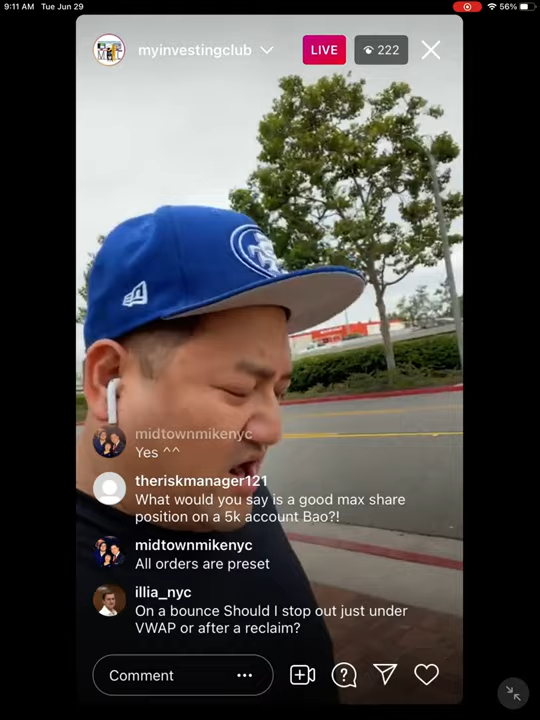 9:11 AM Tue Jun 29
56%
myinvestingclub
LIVE
222
midtownmikenyc
Yes ^^
theriskmanager121
What would you say is a good max share
position on a 5k account Bao?!
midtownmikenyc
All orders are preset
illia_nyc
On a bounce Should I stop out just under
VWAP or after a reclaim?
Comment